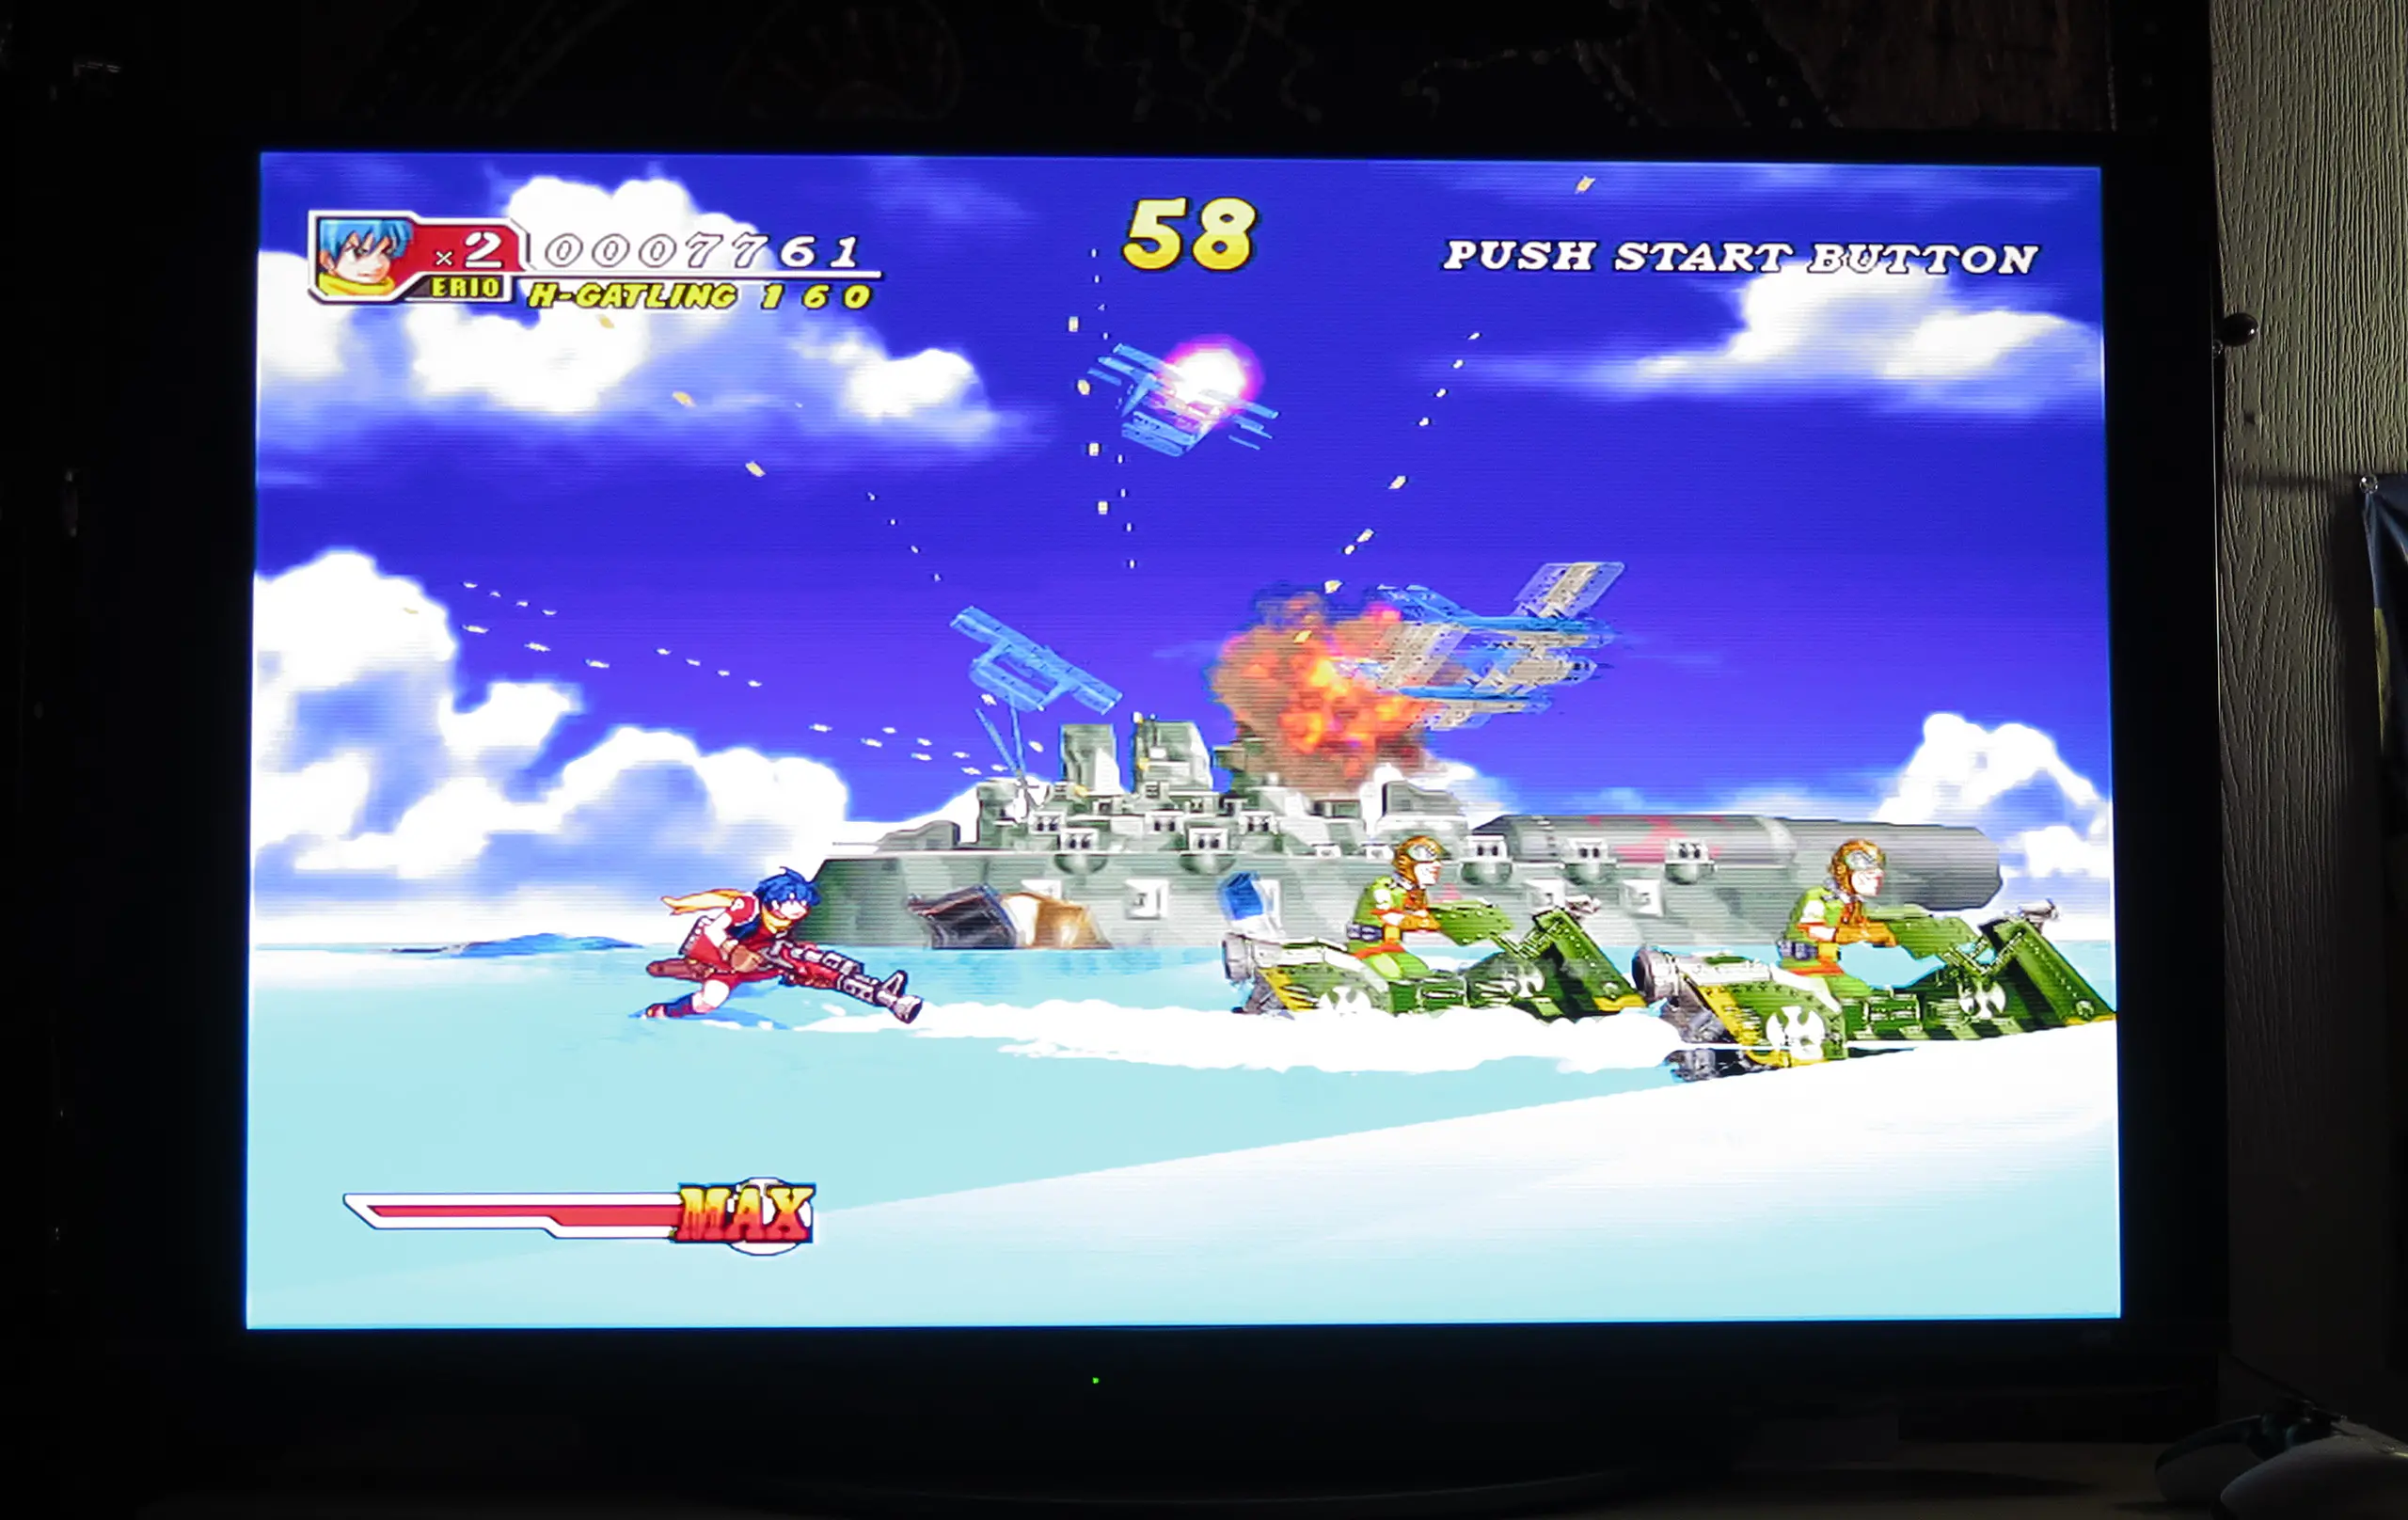 ×2 0007761
ERIO H-GATLING 160
58
PUSH START BUTTON
MAX